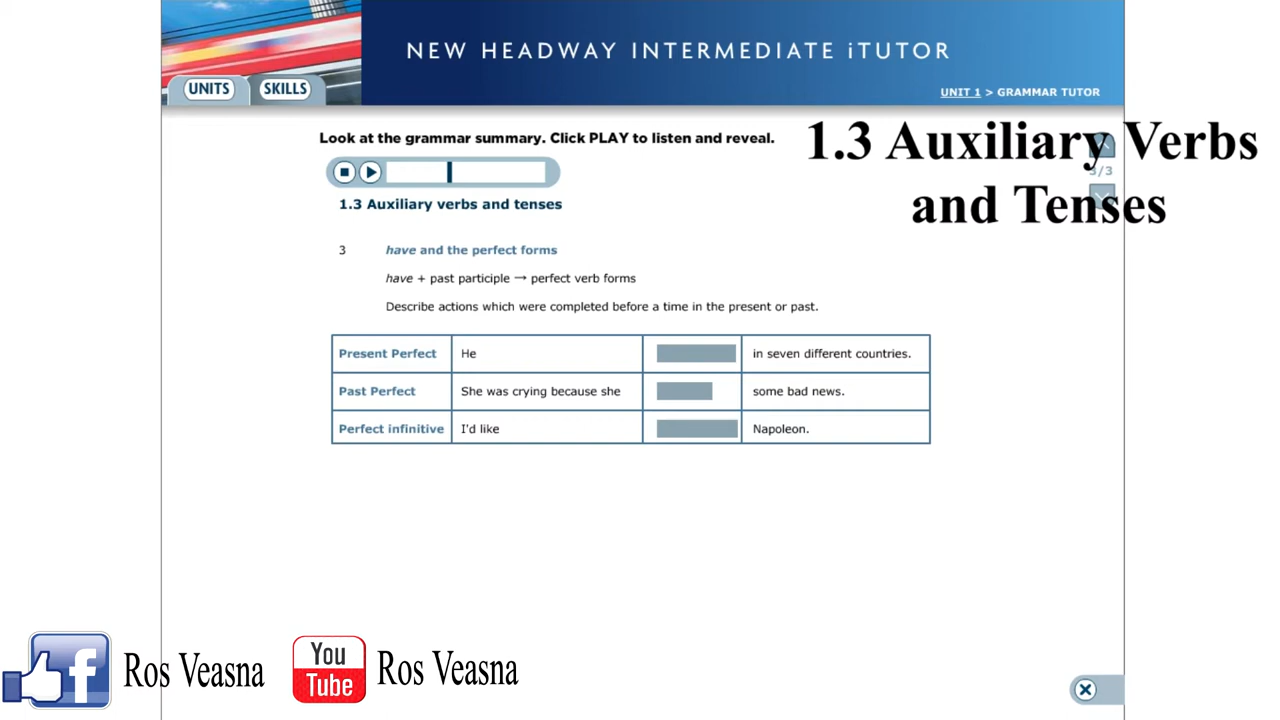 NEW HEADWAY INTERMEDIATE iTUTOR
UNITS SKILLS
UNIT 1 > GRAMMAR TUTOR
Look at the grammar summary. Click PLAY to listen and reveal.
1.3 Auxiliary Verbs
and Tenses
3/3
1.3 Auxiliary verbs and tenses
3 have and the perfect forms
have + past participle → perfect verb forms
Describe actions which were completed before a time in the present or past.
Present Perfect He in seven different countries.
Past Perfect She was crying because she some bad news.
Perfect infinitive I'd like Napoleon.
f Ros Veasna You Tube Ros Veasna